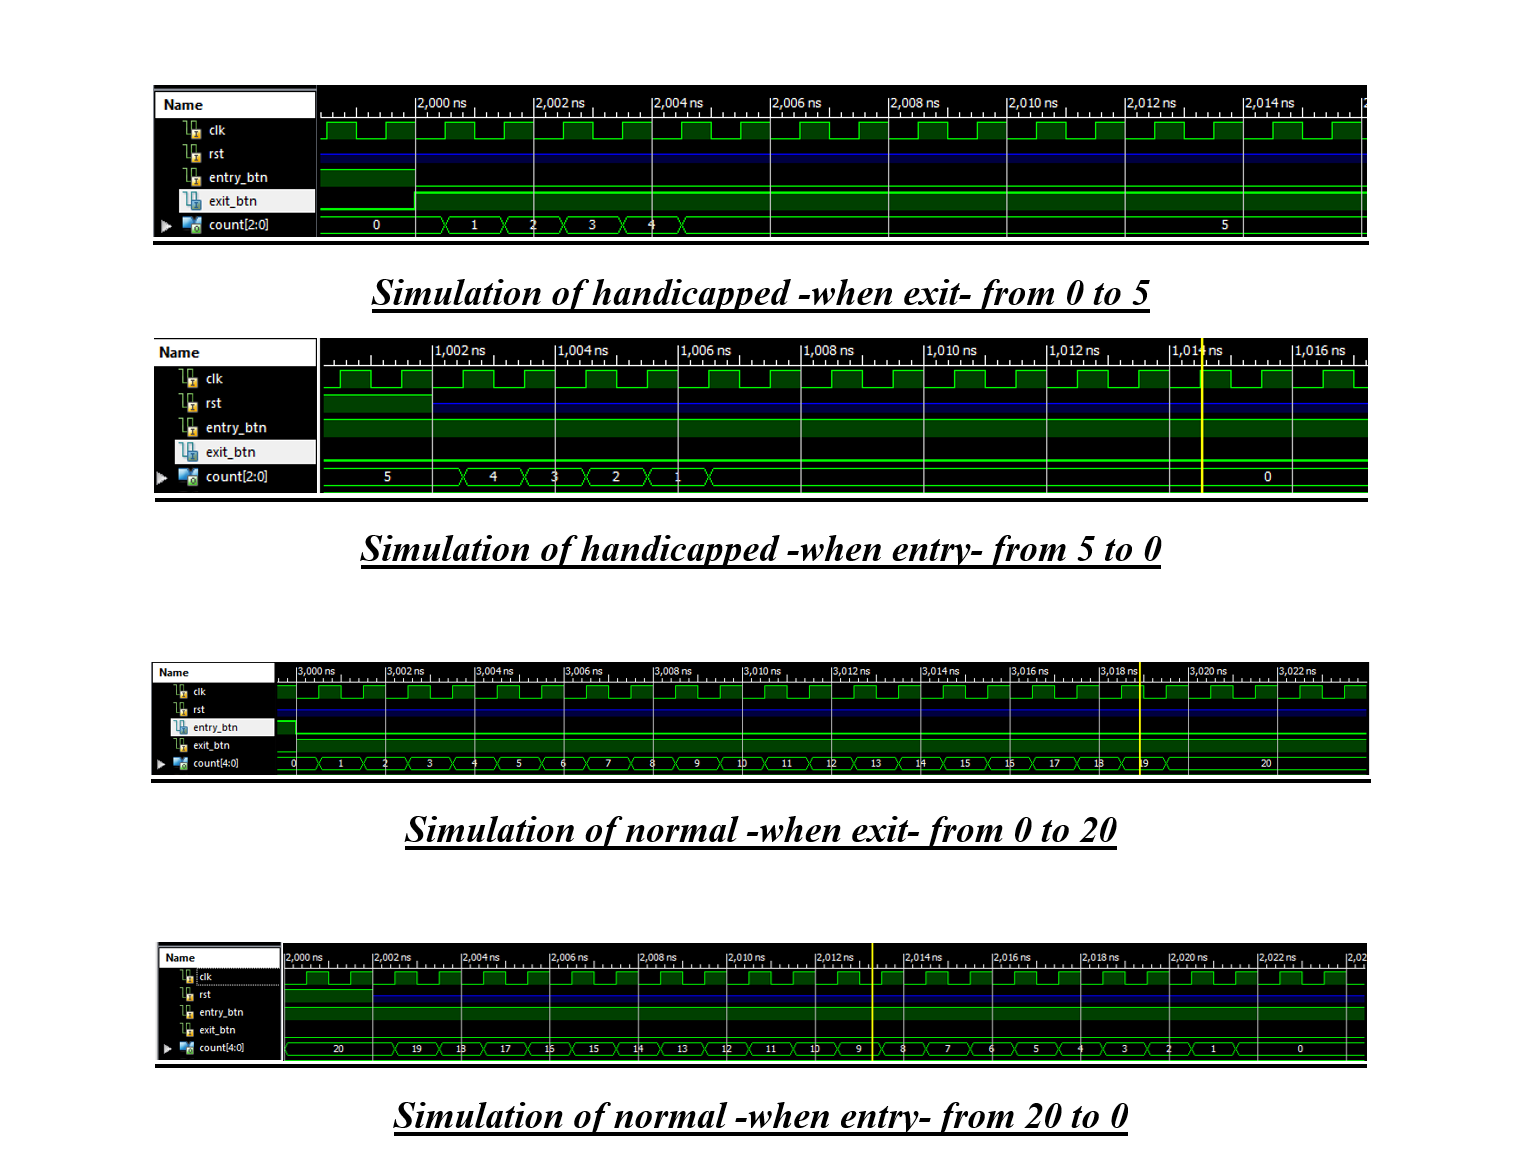 Name 2,000 ns 2,002 ns 2,004 ns 2,006 ns 2,008 ns 2,010 ns 2,012 ns 2,014 ns
clk
rst
entry_btn
exit_btn
count[2:0] 0 1 2 3 4 5
Simulation of handicapped -when exit- from 0 to 5
Name 1,002 ns 1,004 ns 1,006 ns 1,008 ns 1,010 ns 1,012 ns 1,014 ns 1,016 ns
clk
rst
entry_btn
exit_btn
count[2:0] 5 4 3 2 1 0
Simulation of handicapped -when entry- from 5 to 0
Name 3,000 ns 3,002 ns 3,004 ns 3,006 ns 3,008 ns 3,010 ns 3,012 ns 3,014 ns 3,016 ns 3,018 ns 3,020 ns 3,022 ns
clk
rst
entry_btn
exit_btn
count[4:0] 0 1 2 3 4 5 6 7 8 9 10 11 12 13 14 15 16 17 18 19 20
Simulation of normal -when exit- from 0 to 20
Name 2,000 ns 2,002 ns 2,004 ns 2,006 ns 2,008 ns 2,010 ns 2,012 ns 2,014 ns 2,016 ns 2,018 ns 2,020 ns 2,022 ns 2,02
clk
rst
entry_btn
exit_btn
count[4:0] 20 19 18 17 16 15 14 13 12 11 10 9 8 7 6 5 4 3 2 1 0
Simulation of normal -when entry- from 20 to 0